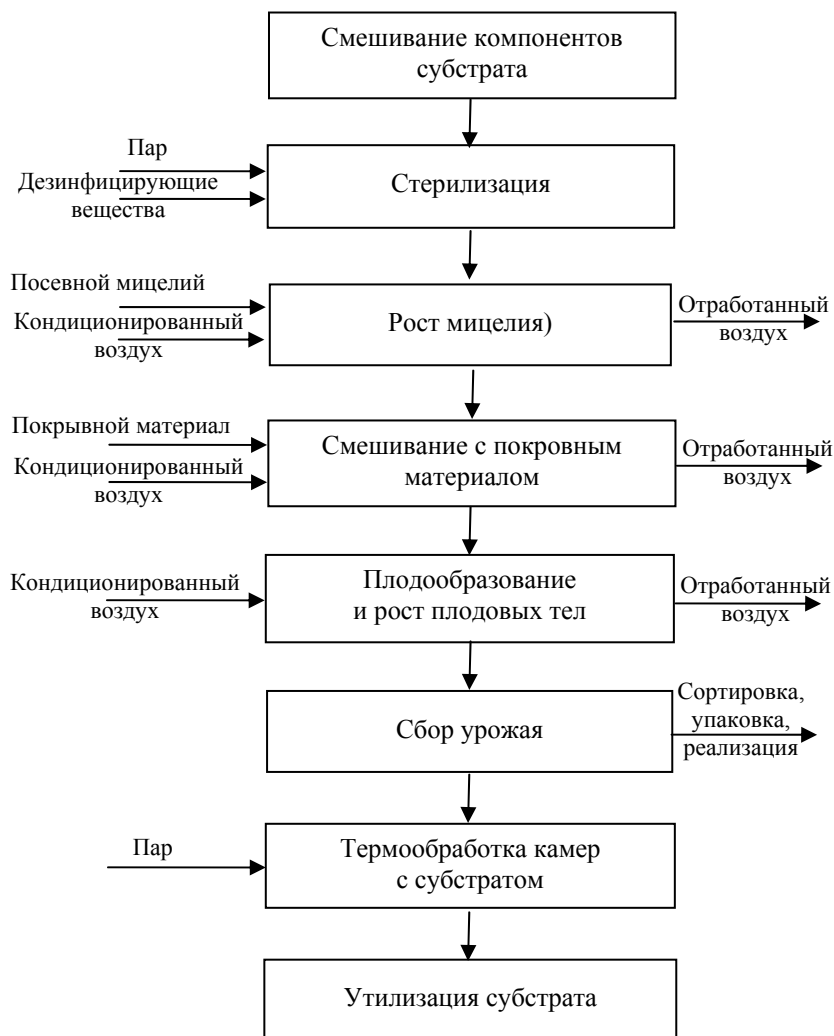 Смешивание компонентов
субстрата
Пар
Дезинфицирующие
вещества
Стерилизация
Посевной мицелий
Кондиционированный
воздух
Рост мицелия)
Отработанный
воздух
Покрывной материал
Кондиционированный
воздух
Смешивание с покровным
материалом
Отработанный
воздух
Кондиционированный
воздух
Плодообразование
и рост плодовых тел
Отработанный
воздух
Сбор урожая
Сортировка,
упаковка,
реализация
Пар
Термообработка камер
с субстратом
Утилизация субстрата